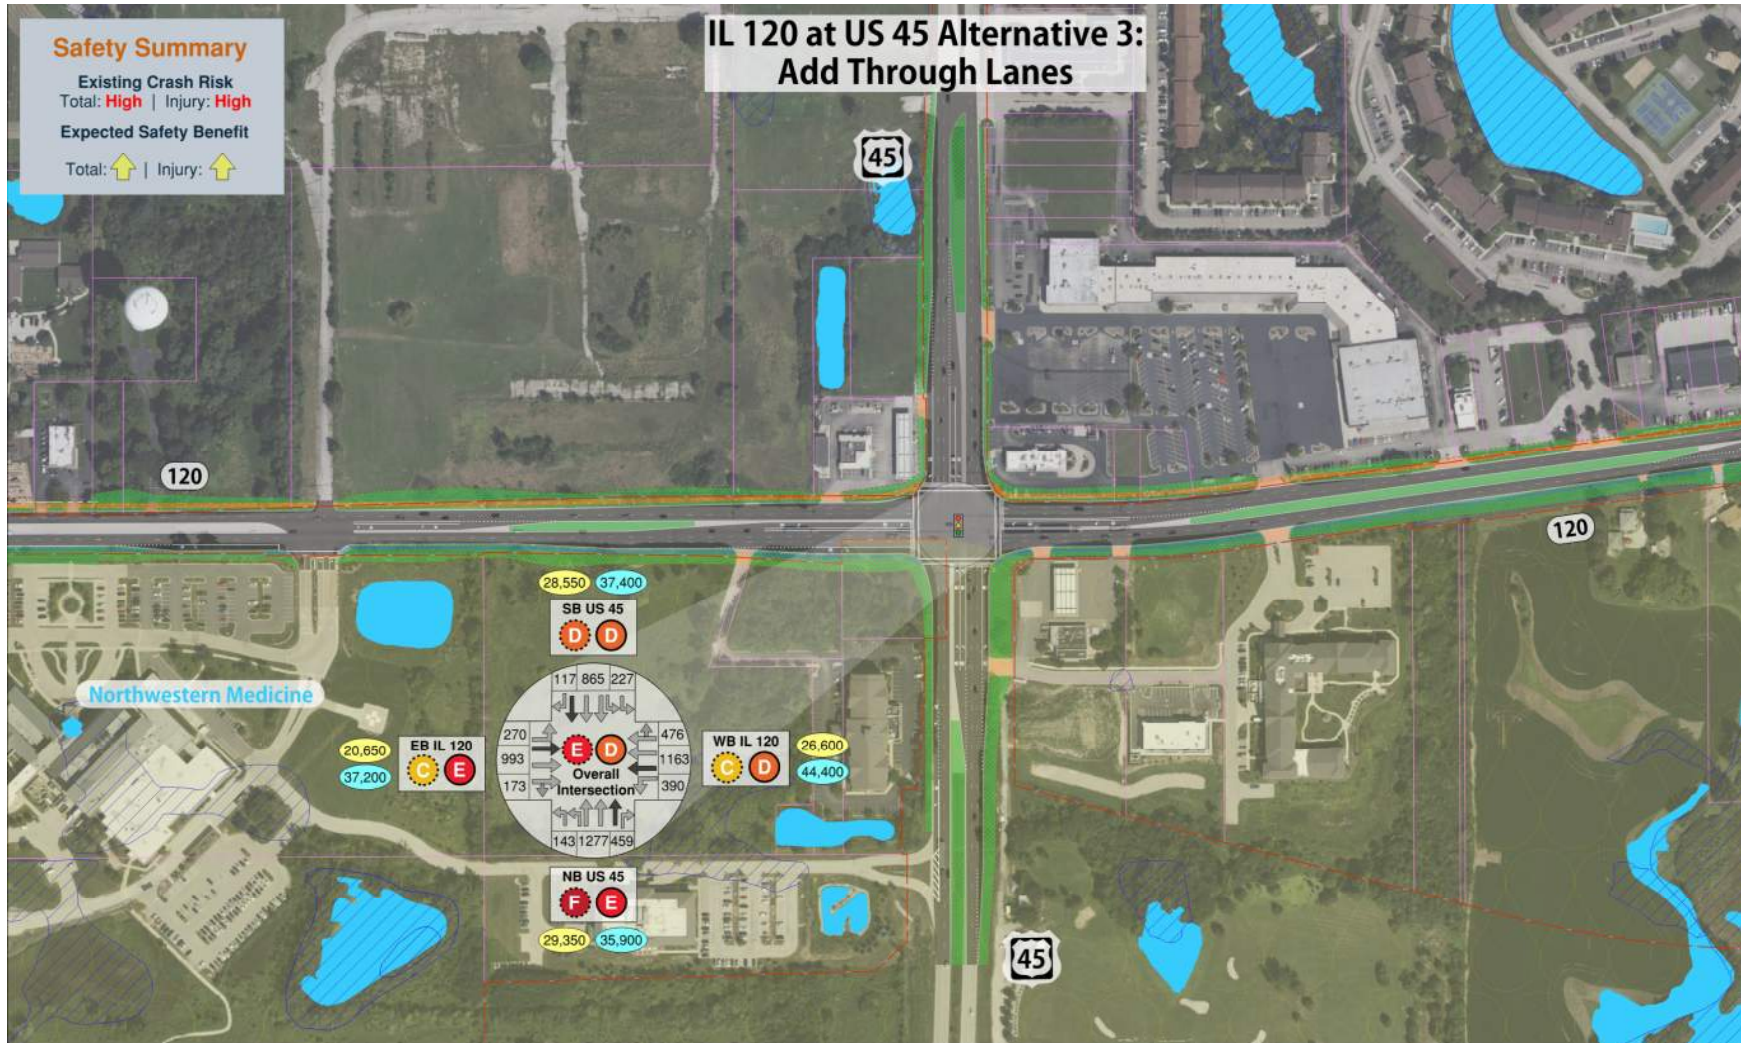 IL 120 at US 45 Alternative 3:
Add Through Lanes
Safety Summary
Existing Crash Risk
Total: High | Injury: High
Expected Safety Benefit
Total: | Injury:
45
120
120
Northwestern Medicine
28,550 37,400
SB US 45
D D
117 865 227
270
993
173
476
1163
390
E D
Overall
Intersection
143 1277 459
20,650
37,200
EB IL 120
C E
WB IL 120
C D
26,600
44,400
NB US 45
F E
29,350 35,900
45